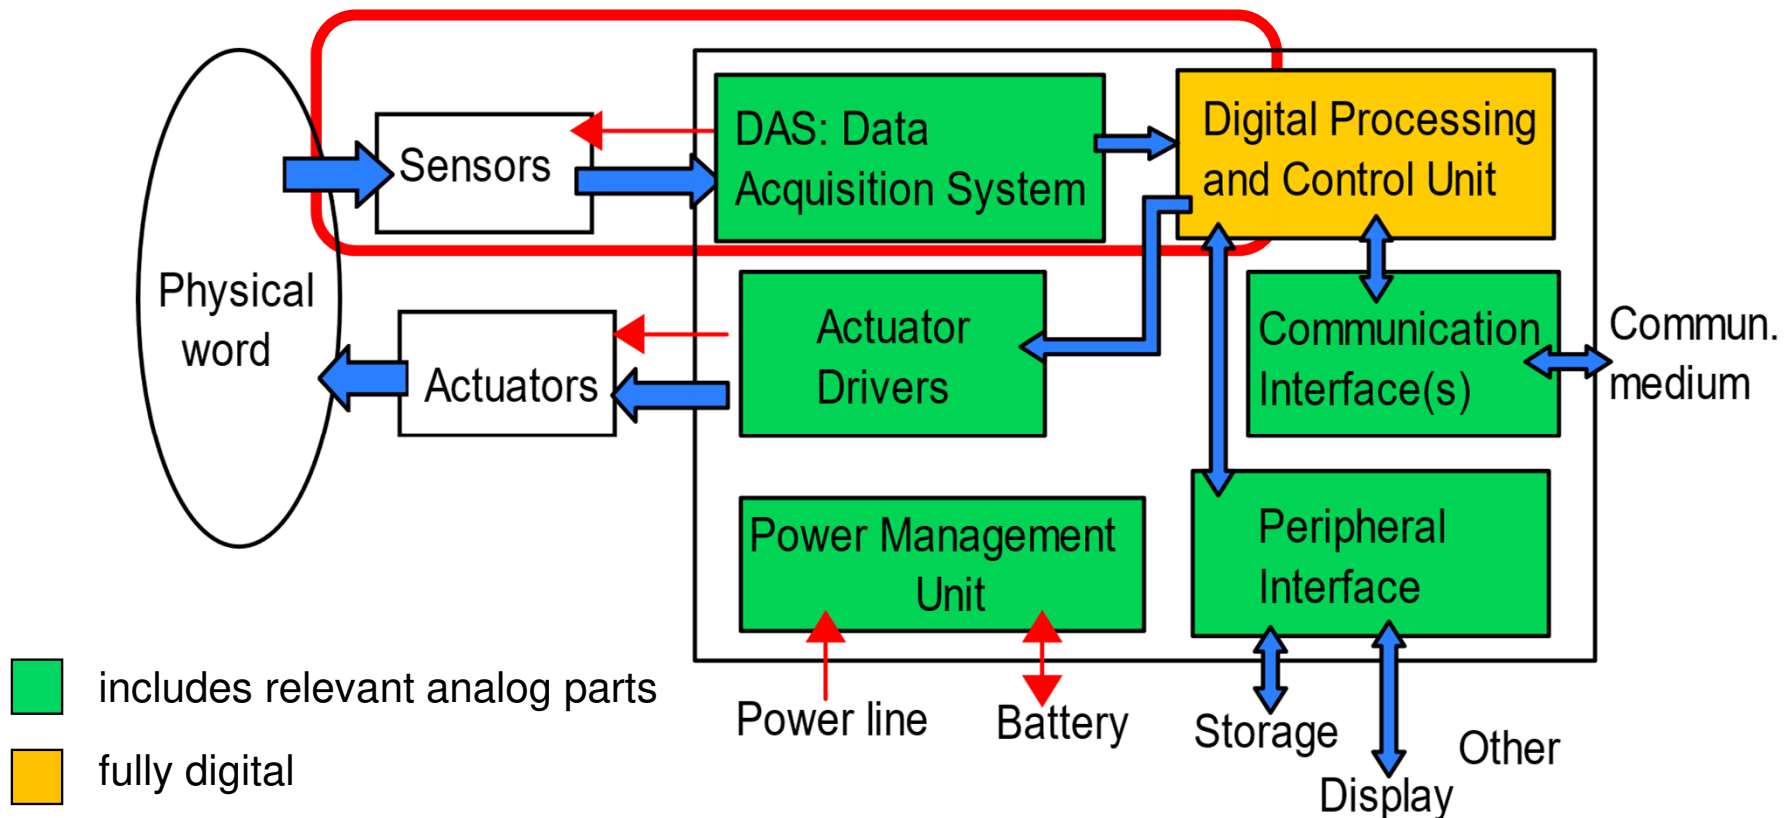 Sensors
DAS: Data
Acquisition System
Digital Processing
and Control Unit
Physical
word
Actuators
Actuator
Drivers
Communication
Interface(s)
Commun.
medium
Power Management
Unit
Peripheral
Interface
includes relevant analog parts
fully digital
Power line
Battery
Storage
Other
Display